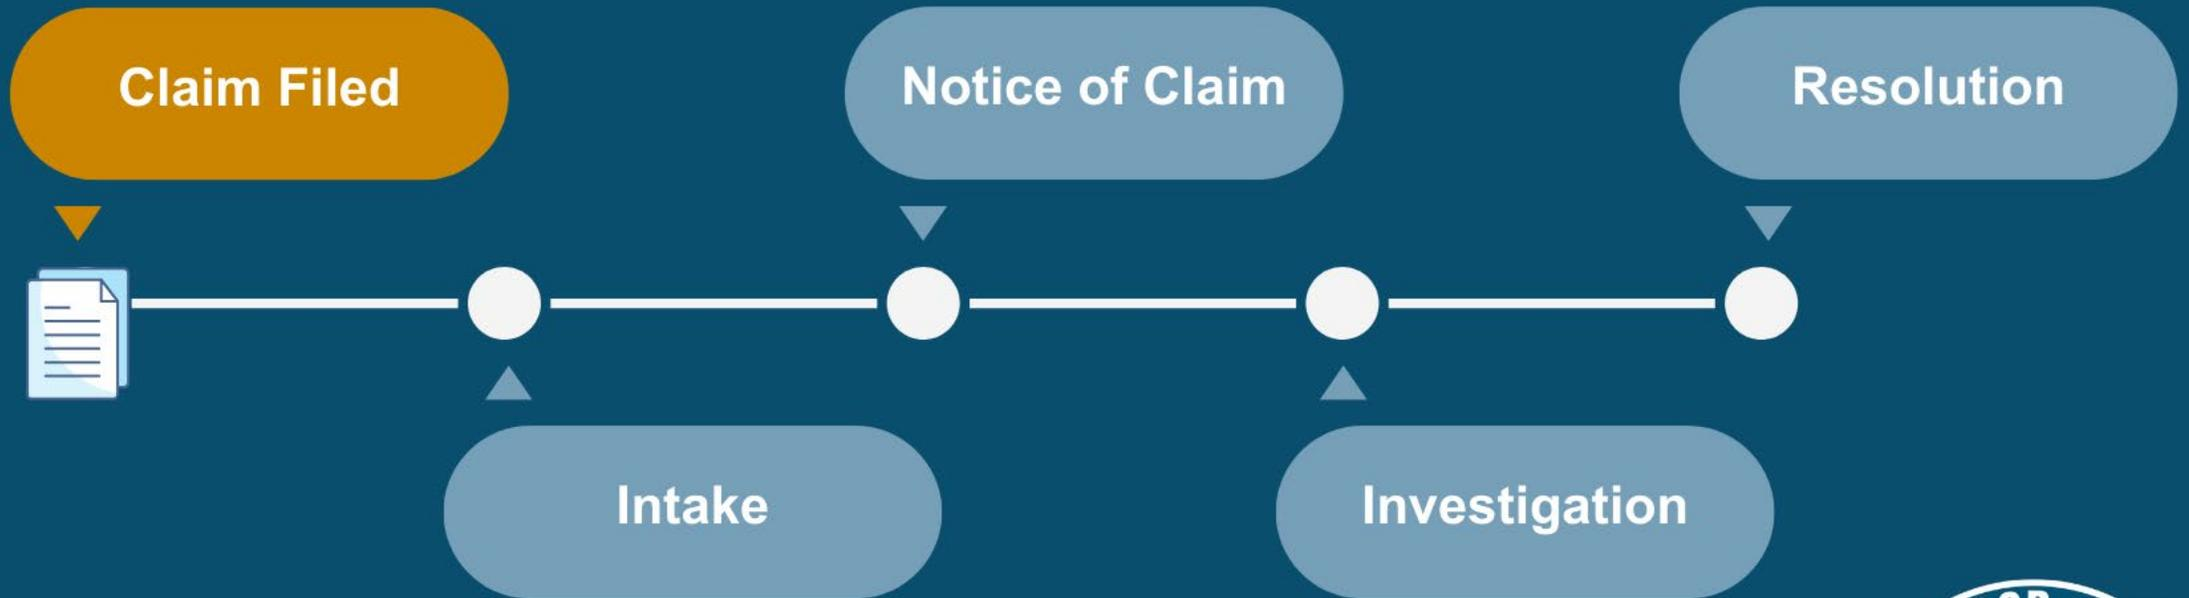 Claim Filed
Notice of Claim
Resolution
Intake
Investigation